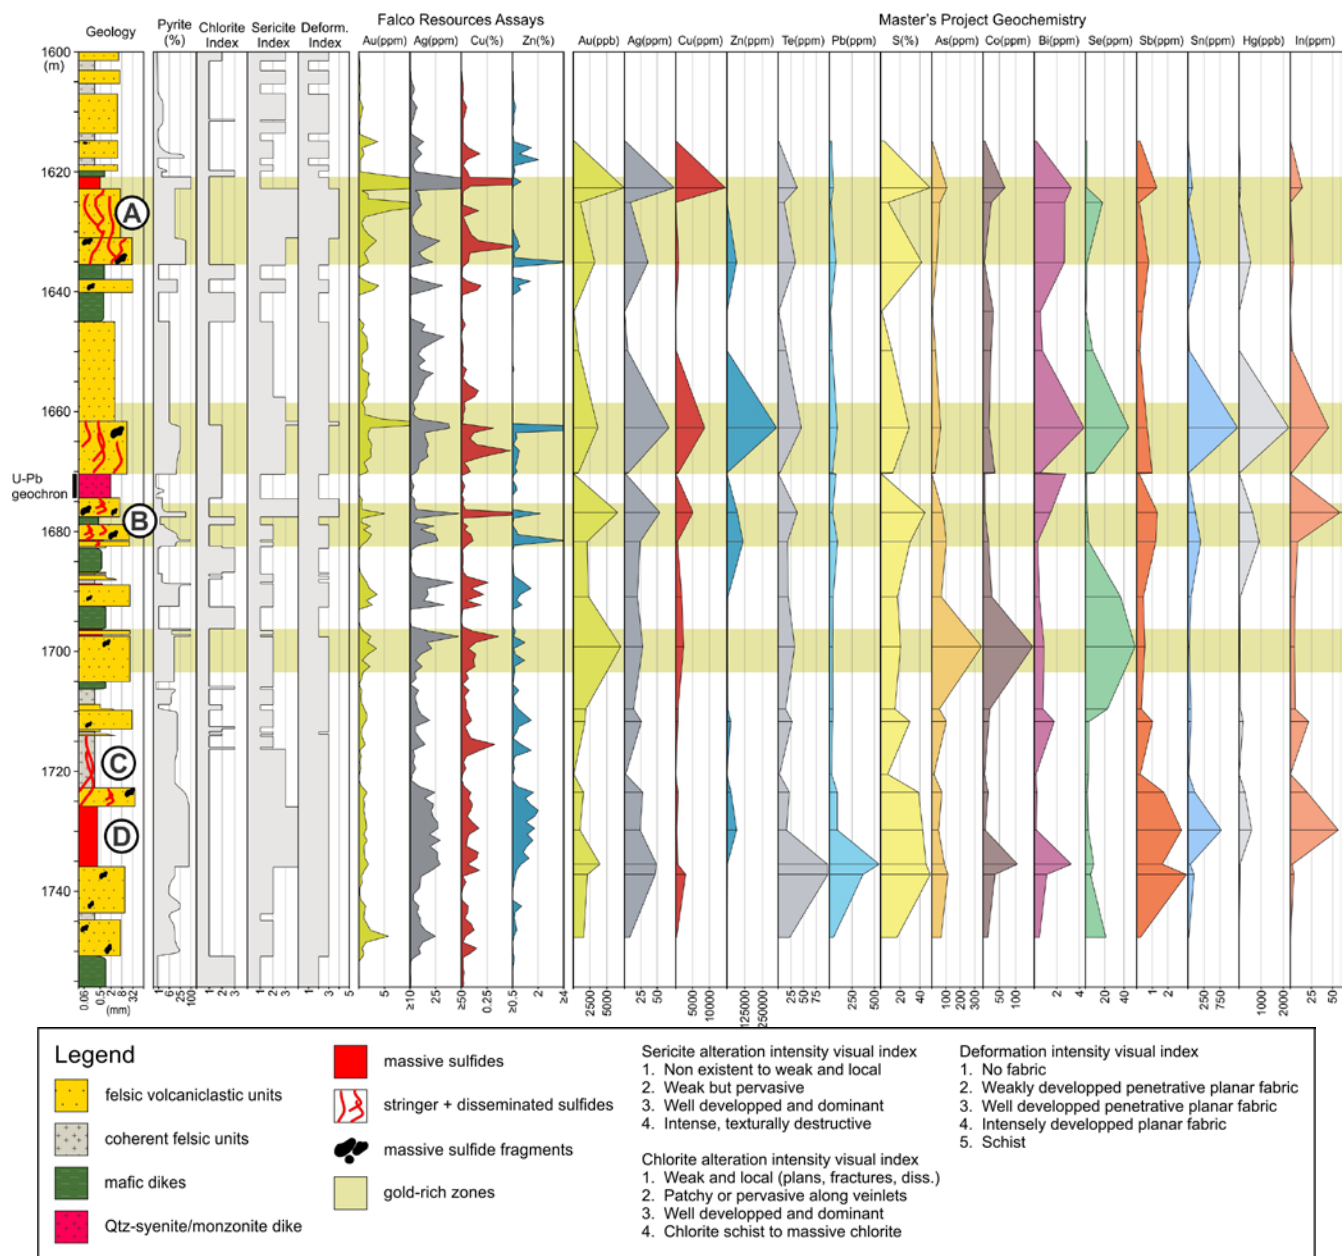 Falco Resources Assays
Master's Project Geochemistry
Geology
Pyrite (%)
Chlorite Index
Sericite Index
Deform. Index
Au(ppm)
Ag(ppm)
Cu(%)
Zn(%)
Au(ppb)
Ag(ppm)
Cu(ppm)
Zn(ppm)
Te(ppm)
Pb(ppm)
S(%)
As(ppm)
Co(ppm)
Bi(ppm)
Se(ppm)
Sb(ppm)
Sn(ppm)
Hg(ppb)
In(ppm)
1600
(m)
1620
A
1640
1660
U-Pb
geochron
B
1680
1700
C
1720
D
1740
0.06 0.5 2 8 32
(mm)
1 6 25 100
1 2 3
1 2 3
5
5 ≥10
25 ≥50
0.25 ≥0.5
2 ≥4
2500 5000
25 50
5000 10000
125000 250000
25 50 75
250 500
20 40
100 200 300
50 100
2 4
20 40
1 2
250 750
1000 2000
25 50
Legend
felsic volcaniclastic units
coherent felsic units
mafic dikes
Qtz-syenite/monzonite dike
massive sulfides
stringer + disseminated sulfides
massive sulfide fragments
gold-rich zones
Sericite alteration intensity visual index
1. Non existent to weak and local
2. Weak but pervasive
3. Well developped and dominant
4. Intense, texturally destructive
Chlorite alteration intensity visual index
1. Weak and local (plans, fractures, diss.)
2. Patchy or pervasive along veinlets
3. Well developped and dominant
4. Chlorite schist to massive chlorite
Deformation intensity visual index
1. No fabric
2. Weakly developped penetrative planar fabric
3. Well developped penetrative planar fabric
4. Intensely developped planar fabric
5. Schist